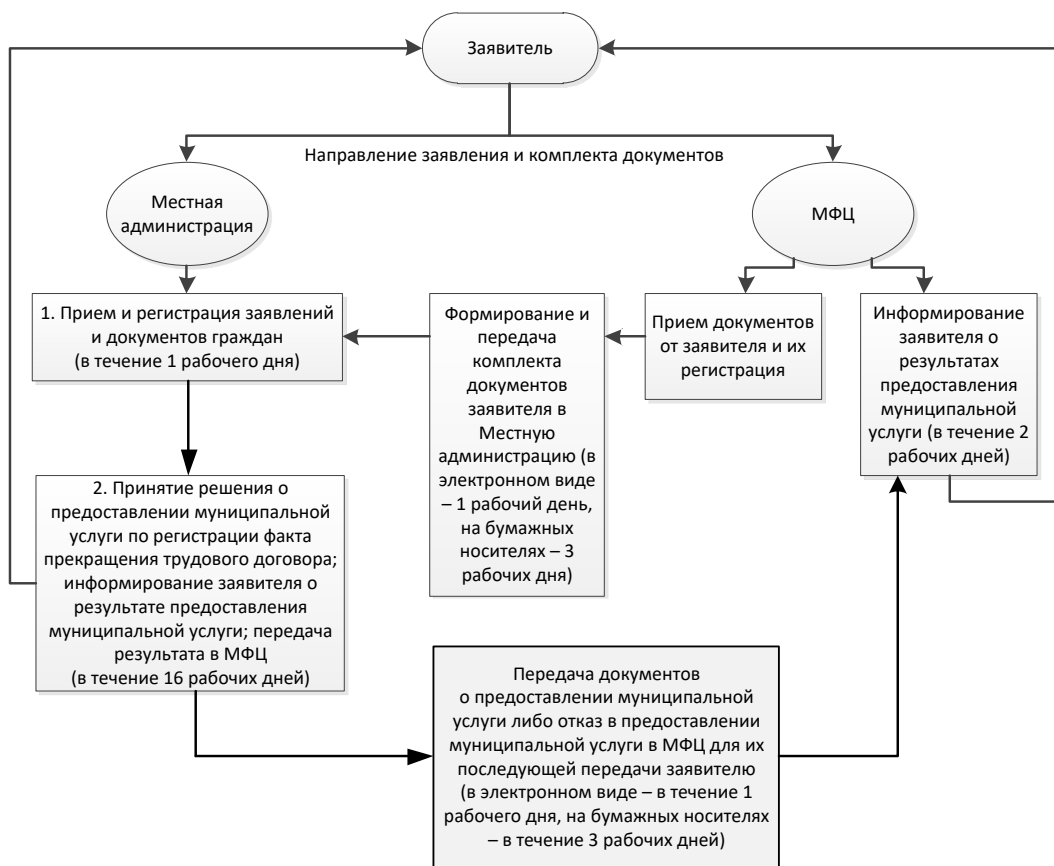 Заявитель
Направление заявления и комплекта документов
Местная
администрация
МФЦ
1. Прием и регистрация заявлений
и документов граждан
(в течение 1 рабочего дня)
Формирование и
передача
комплекта
документов
заявителя в
Местную
администрацию (в
электронном виде
– 1 рабочий день,
на бумажных
носителях – 3
рабочих дня)
Прием документов
от заявителя и их
регистрация
Информирование
заявителя о
результатах
предоставления
муниципальной
услуги (в течение 2
рабочих дней)
2. Принятие решения о
предоставлении муниципальной
услуги по регистрации факта
прекращения трудового договора;
информирование заявителя о
результате предоставления
муниципальной услуги; передача
результата в МФЦ
(в течение 16 рабочих дней)
Передача документов
о предоставлении муниципальной
услуги либо отказ в предоставлении
муниципальной услуги в МФЦ для их
последующей передачи заявителю
(в электронном виде – в течение 1
рабочего дня, на бумажных носителях
– в течение 3 рабочих дней)